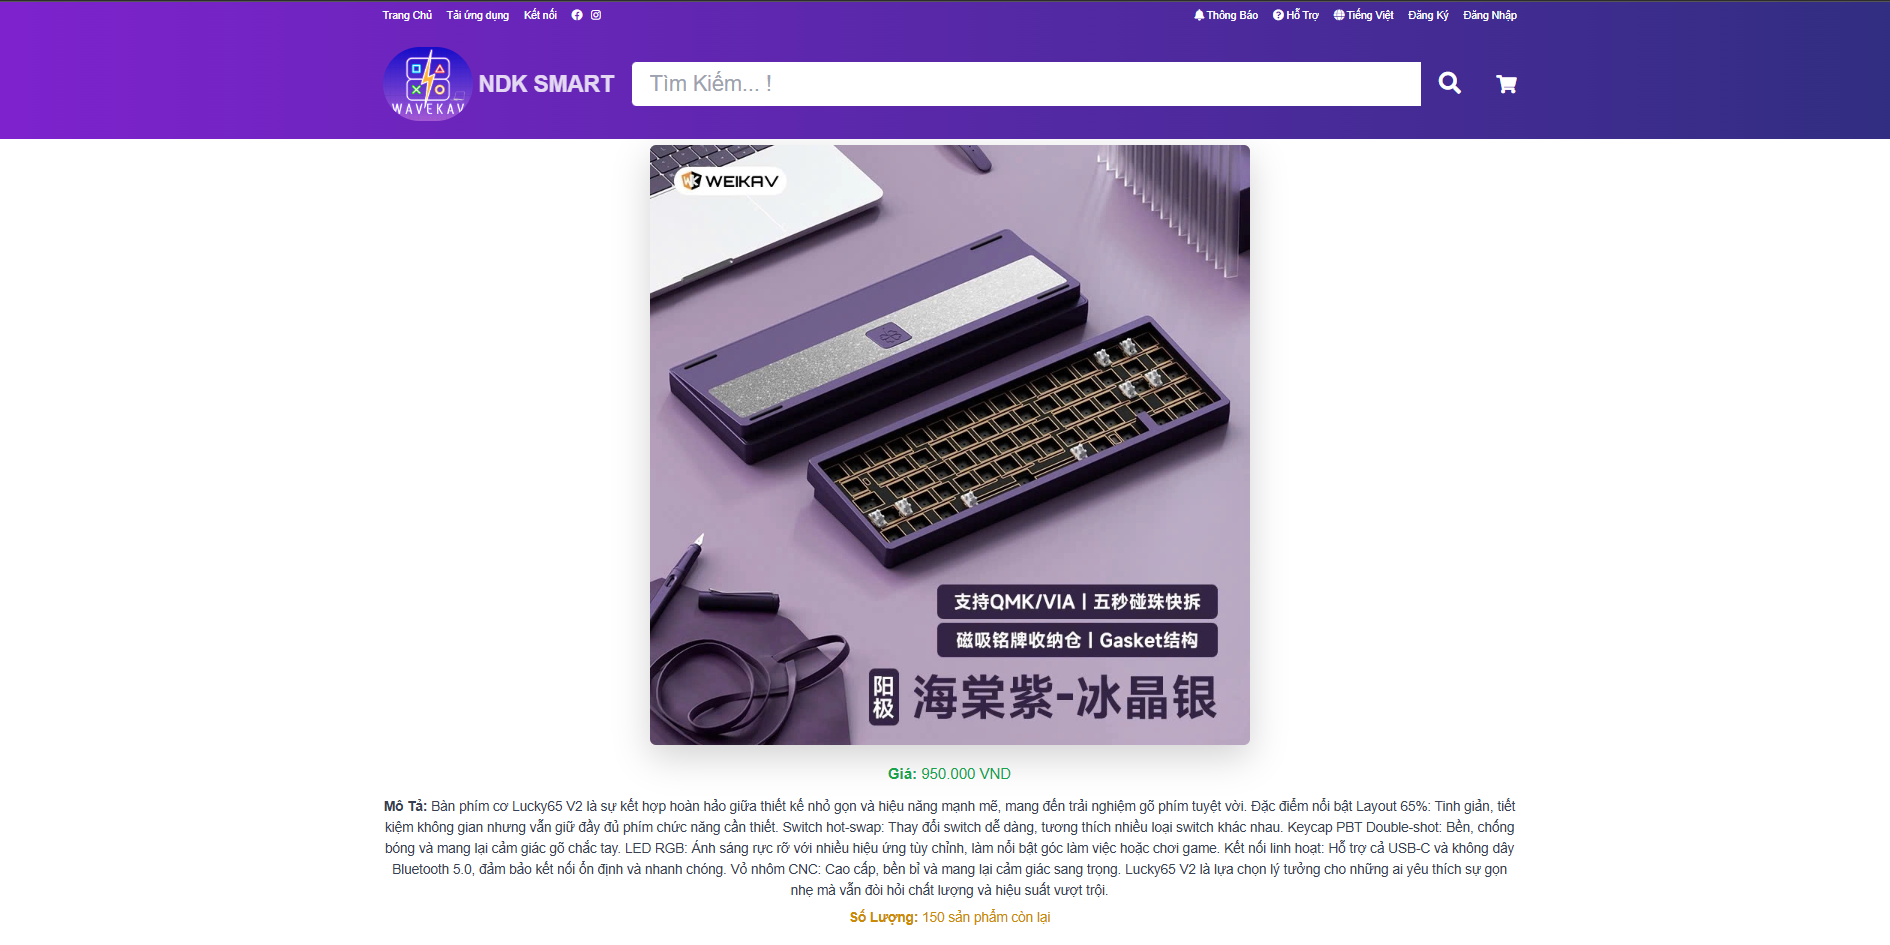 Trang Chủ Tải ứng dụng Kết nối
Thông Báo Hỗ Trợ Tiếng Việt Đăng Ký Đăng Nhập
WAVEKAV
NDK SMART
Tìm Kiếm... !
WEIKAV
支持QMK/VIA | 五秒碰珠快拆
磁吸铭牌收纳仓 | Gasket结构
阳极
海棠紫-冰晶银
Giá: 950.000 VND
Mô Tả: Bàn phím cơ Lucky65 V2 là sự kết hợp hoàn hảo giữa thiết kế nhỏ gọn và hiệu năng mạnh mẽ, mang đến trải nghiệm gõ phím tuyệt vời. Đặc điểm nổi bật Layout 65%: Tinh giản, tiết
kiệm không gian nhưng vẫn giữ đầy đủ phím chức năng cần thiết. Switch hot-swap: Thay đổi switch dễ dàng, tương thích nhiều loại switch khác nhau. Keycap PBT Double-shot: Bền, chống
bóng và mang lại cảm giác gõ chắc tay. LED RGB: Ánh sáng rực rỡ với nhiều hiệu ứng tùy chỉnh, làm nổi bật góc làm việc hoặc chơi game. Kết nối linh hoạt: Hỗ trợ cả USB-C và không dây
Bluetooth 5.0, đảm bảo kết nối ổn định và nhanh chóng. Vỏ nhôm CNC: Cao cấp, bền bỉ và mang lại cảm giác sang trọng. Lucky65 V2 là lựa chọn lý tưởng cho những ai yêu thích sự gọn
nhẹ mà vẫn đòi hỏi chất lượng và hiệu suất vượt trội.
Số Lượng: 150 sản phẩm còn lại